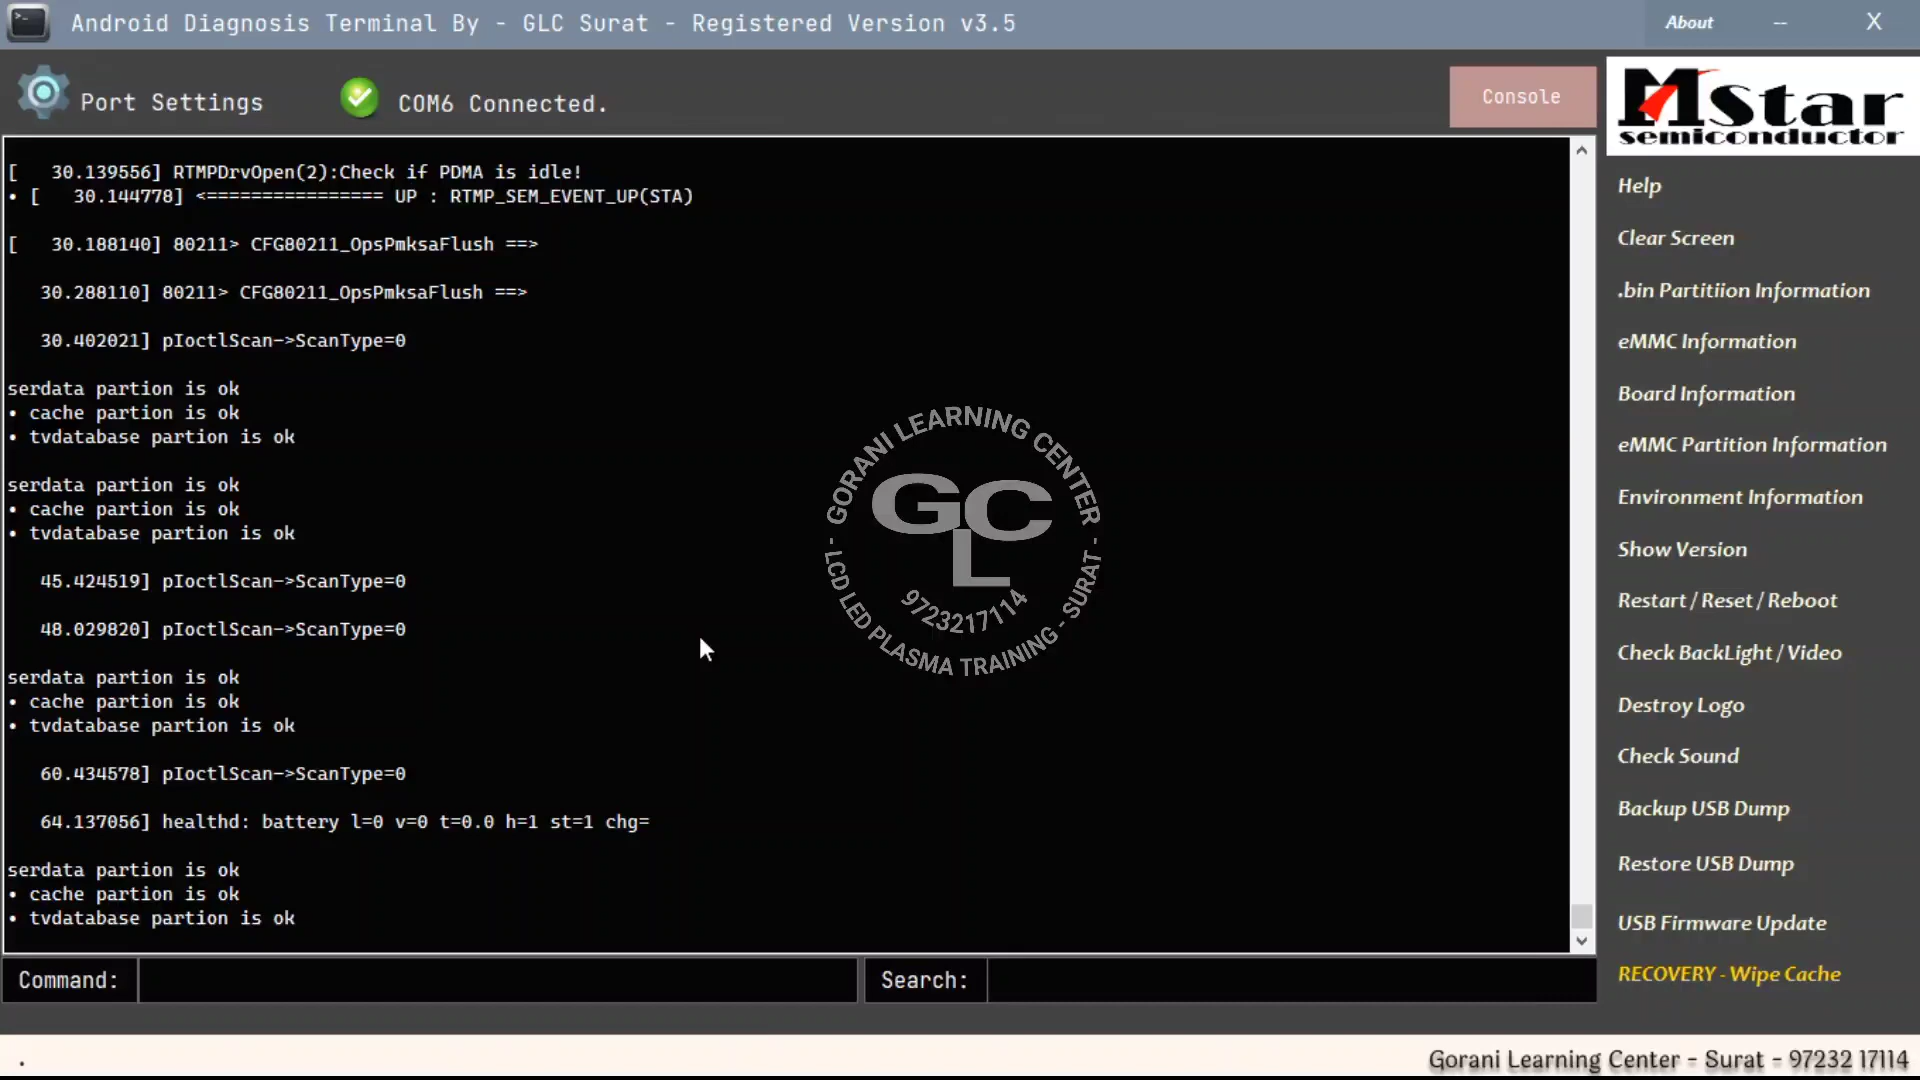 Android Diagnosis Terminal By - GLC Surat - Registered Version v3.5
About
--
X
Port Settings
COM6 Connected.
Console
MStar
semiconductor
[   30.139556] RTMPDrvOpen(2):Check if PDMA is idle!
• [   30.144778] <================= UP : RTMP_SEM_EVENT_UP(STA)
[   30.188140] 80211> CFG80211_OpsPmksaFlush ==>
30.288110] 80211> CFG80211_OpsPmksaFlush ==>
30.402021] pIoctlScan->ScanType=0
serdata partion is ok
• cache partion is ok
• tvdatabase partion is ok
serdata partion is ok
• cache partion is ok
• tvdatabase partion is ok
45.424519] pIoctlScan->ScanType=0
48.029820] pIoctlScan->ScanType=0
serdata partion is ok
• cache partion is ok
• tvdatabase partion is ok
60.434578] pIoctlScan->ScanType=0
64.137056] healthd: battery l=0 v=0 t=0.0 h=1 st=1 chg=
serdata partion is ok
• cache partion is ok
• tvdatabase partion is ok
GORANI LEARNING CENTER
GCL
9723217114
- LCD LED PLASMA TRAINING - SURAT -
Help
Clear Screen
.bin Partitiion Information
eMMC Information
Board Information
eMMC Partition Information
Environment Information
Show Version
Restart / Reset / Reboot
Check BackLight / Video
Destroy Logo
Check Sound
Backup USB Dump
Restore USB Dump
USB Firmware Update
RECOVERY - Wipe Cache
Command:
Search:
.
Gorani Learning Center - Surat - 97232 17114